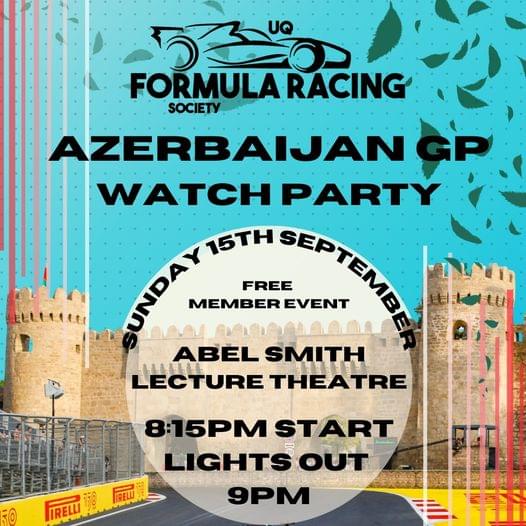 UQ
FORMULA RACING
SOCIETY
AZERBAIJAN GP
WATCH PARTY
SUNDAY 15TH SEPTEMBER
FREE
MEMBER EVENT
ABEL SMITH
LECTURE THEATRE
8:15PM START
LIGHTS OUT
9PM
PIRELLI
PIRELLI